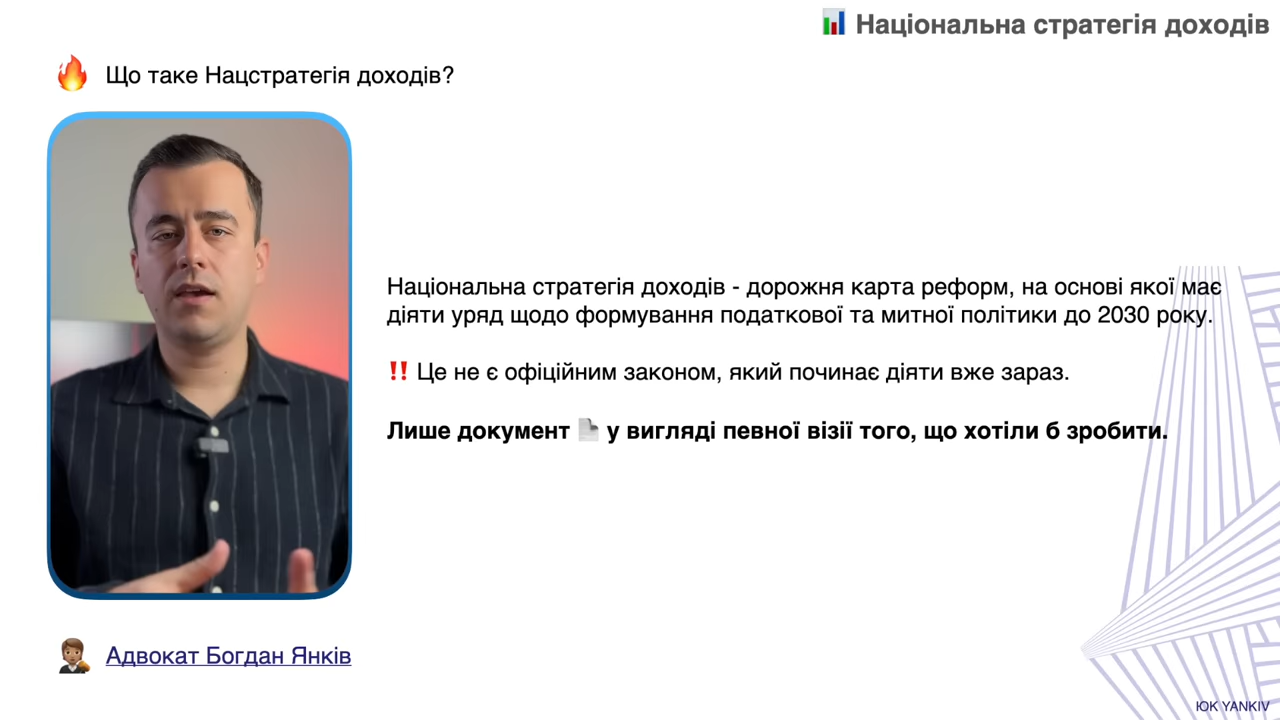 📊 Національна стратегія доходів
🔥 Що таке Нацстратегія доходів?
Національна стратегія доходів - дорожня карта реформ, на основі якої має
діяти уряд щодо формування податкової та митної політики до 2030 року.
‼️ Це не є офіційним законом, який починає діяти вже зараз.
Лише документ 📄 у вигляді певної візії того, що хотіли б зробити.
Адвокат Богдан Янків
ЮК YANKIV